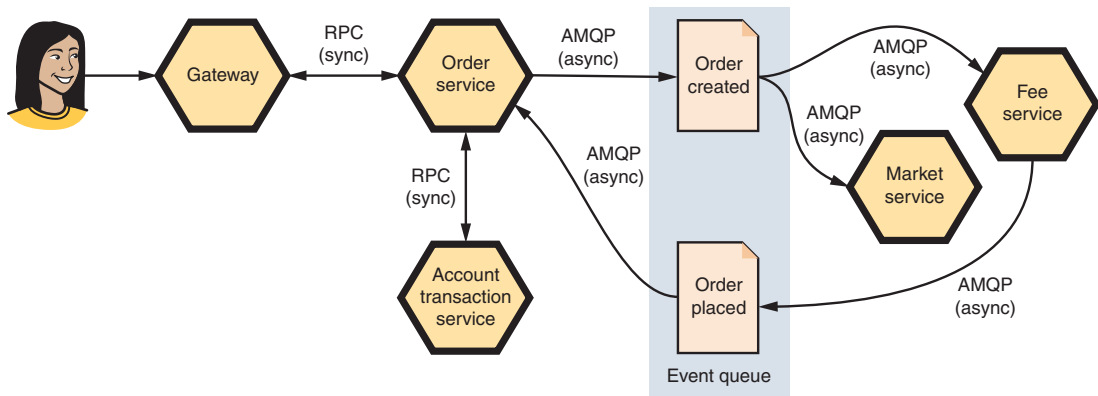 RPC
(sync)
AMQP
(async)
Gateway
Order
service
Order
created
AMQP
(async)
Fee
service
AMQP
(async)
Market
service
RPC
(sync)
AMQP
(async)
Account
transaction
service
Order
placed
AMQP
(async)
Event queue